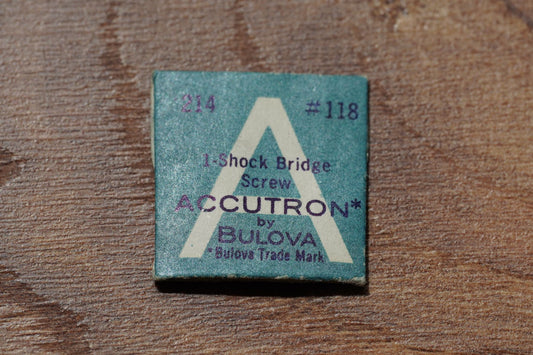 214 #118
A
1-Shock Bridge
Screw
ACCUTRON*
by
BULOVA
*Bulova Trade Mark